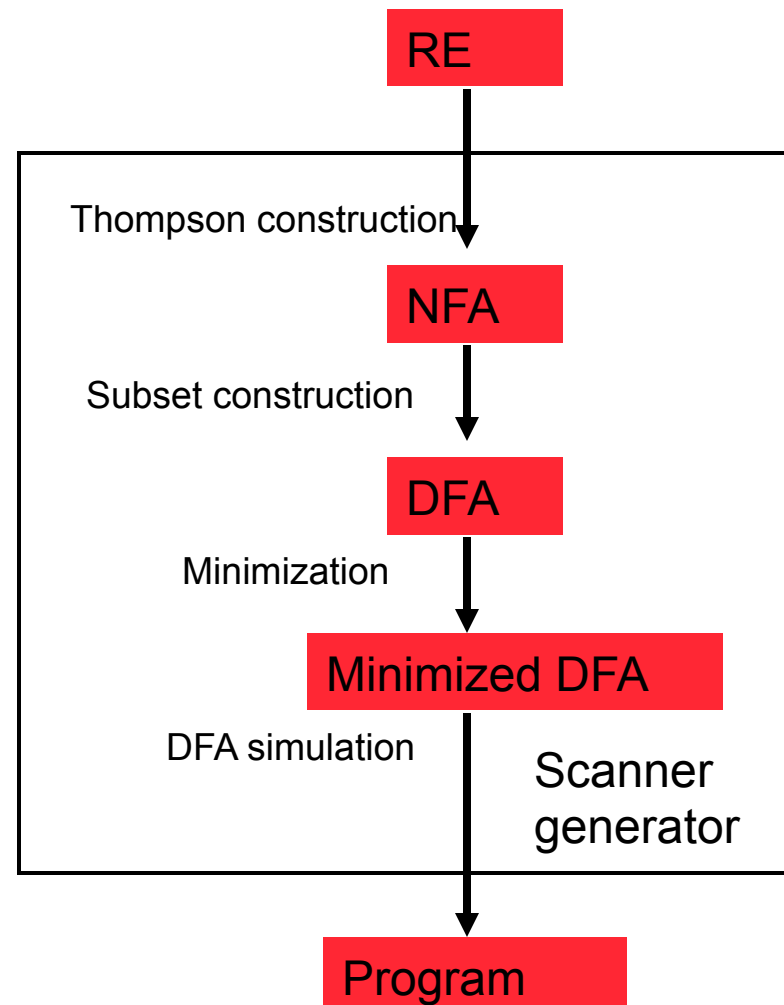 RE
Thompson construction
NFA
Subset construction
DFA
Minimization
Minimized DFA
DFA simulation
Scanner
generator
Program